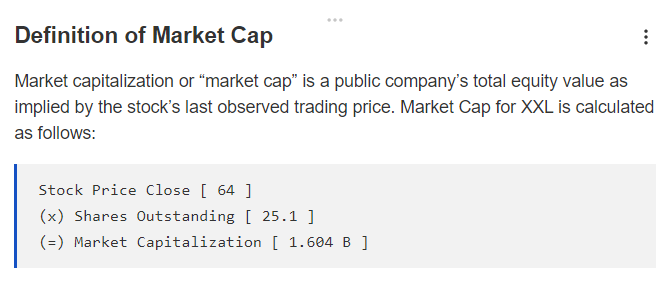 Definition of Market Cap
Market capitalization or “market cap” is a public company’s total equity value as
implied by the stock’s last observed trading price. Market Cap for XXL is calculated
as follows:
Stock Price Close [ 64 ]
(x) Shares Outstanding [ 25.1 ]
(=) Market Capitalization [ 1.604 B ]